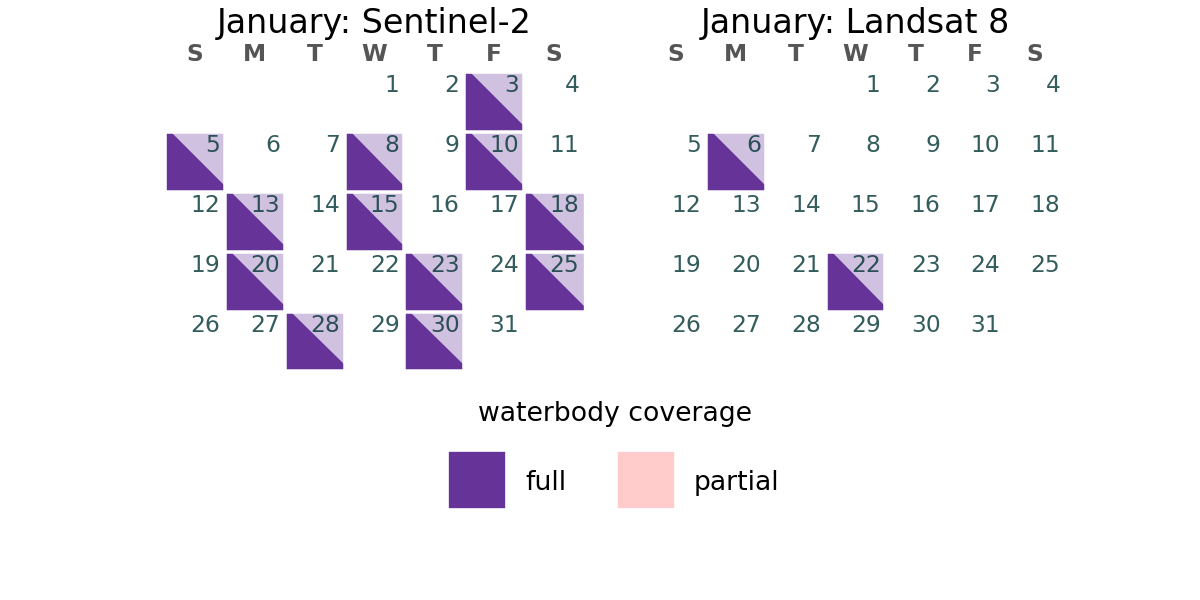 January: Sentinel-2
S M T W T F S
1 2 3 4
5 6 7 8 9 10 11
12 13 14 15 16 17 18
19 20 21 22 23 24 25
26 27 28 29 30 31
January: Landsat 8
S M T W T F S
1 2 3 4
5 6 7 8 9 10 11
12 13 14 15 16 17 18
19 20 21 22 23 24 25
26 27 28 29 30 31
waterbody coverage
full
partial